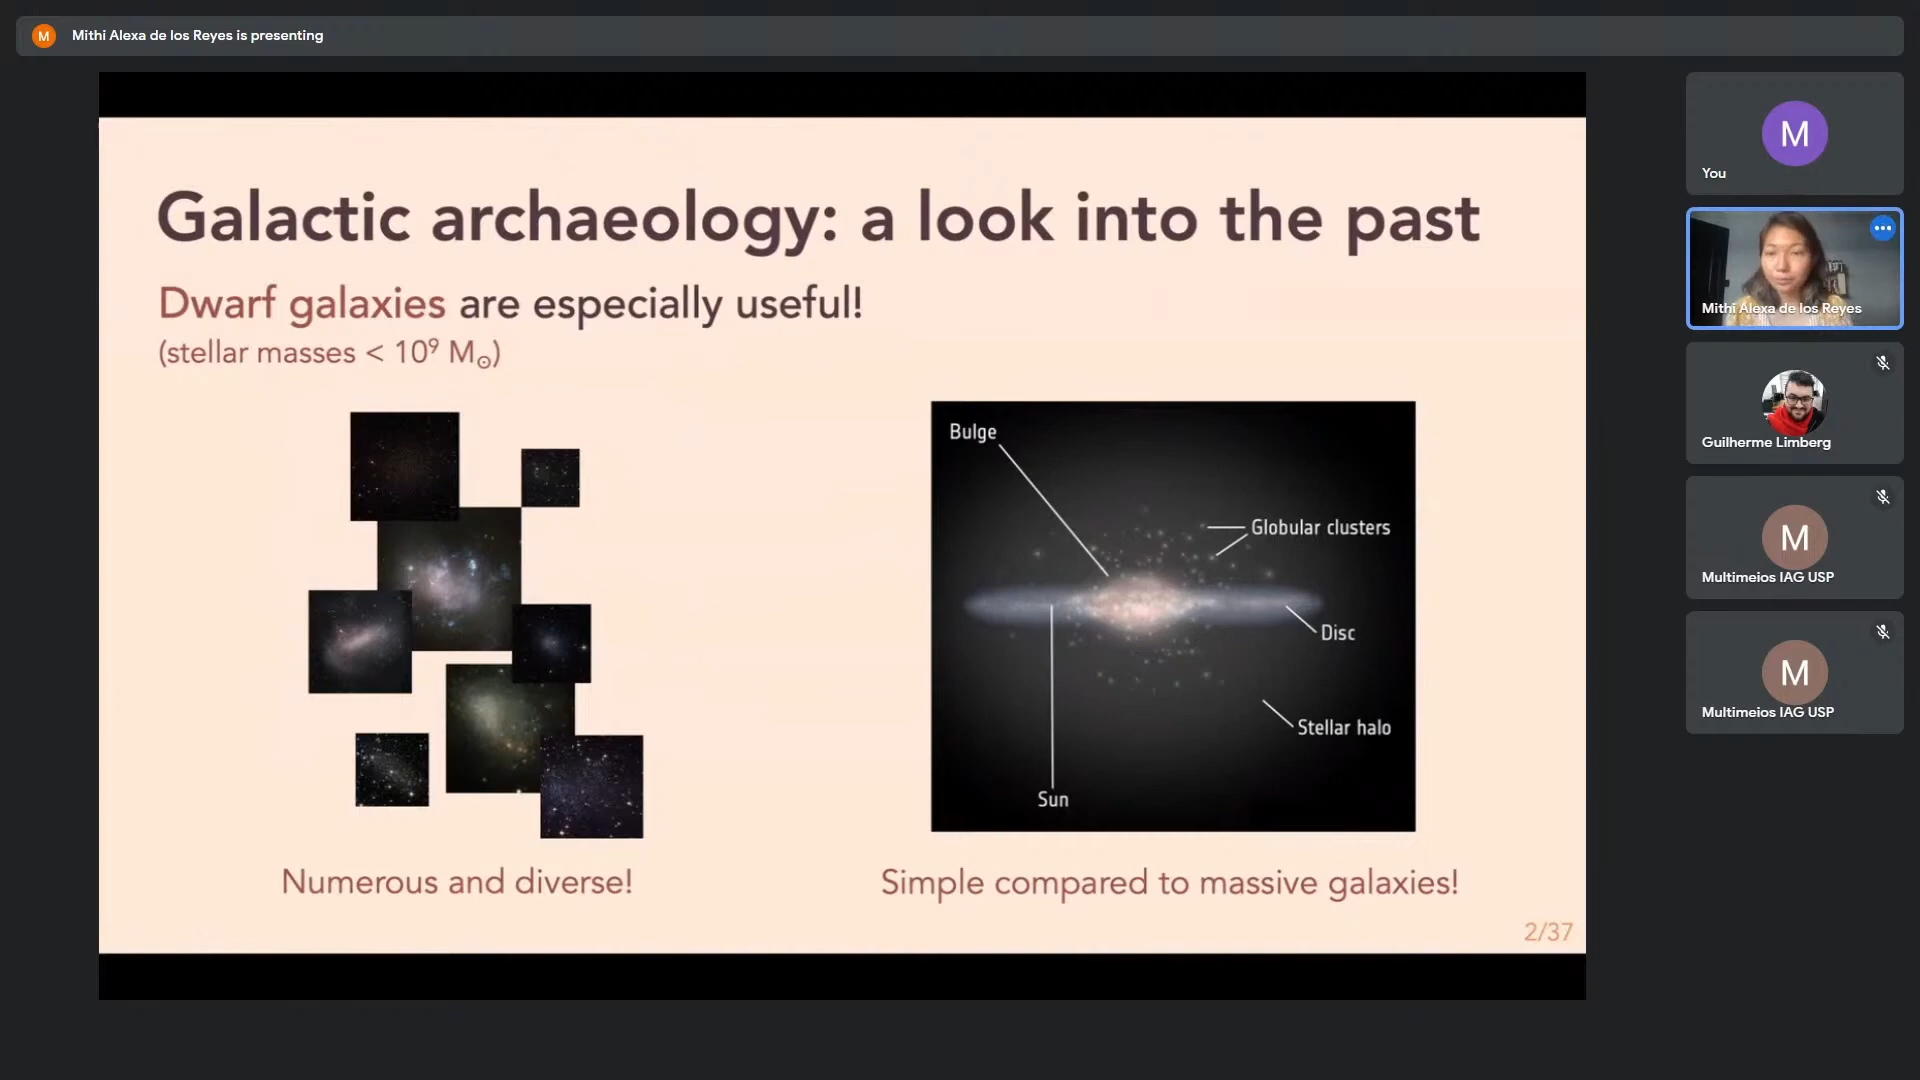 M
Mithi Alexa de los Reyes is presenting
Galactic archaeology: a look into the past
Dwarf galaxies are especially useful!
(stellar masses < 10⁹ M☉)
Bulge
Globular clusters
Disc
Stellar halo
Sun
Numerous and diverse!
Simple compared to massive galaxies!
2/37
M
You
Mithi Alexa de los Reyes
Guilherme Limberg
M
Multimeios IAG USP
M
Multimeios IAG USP